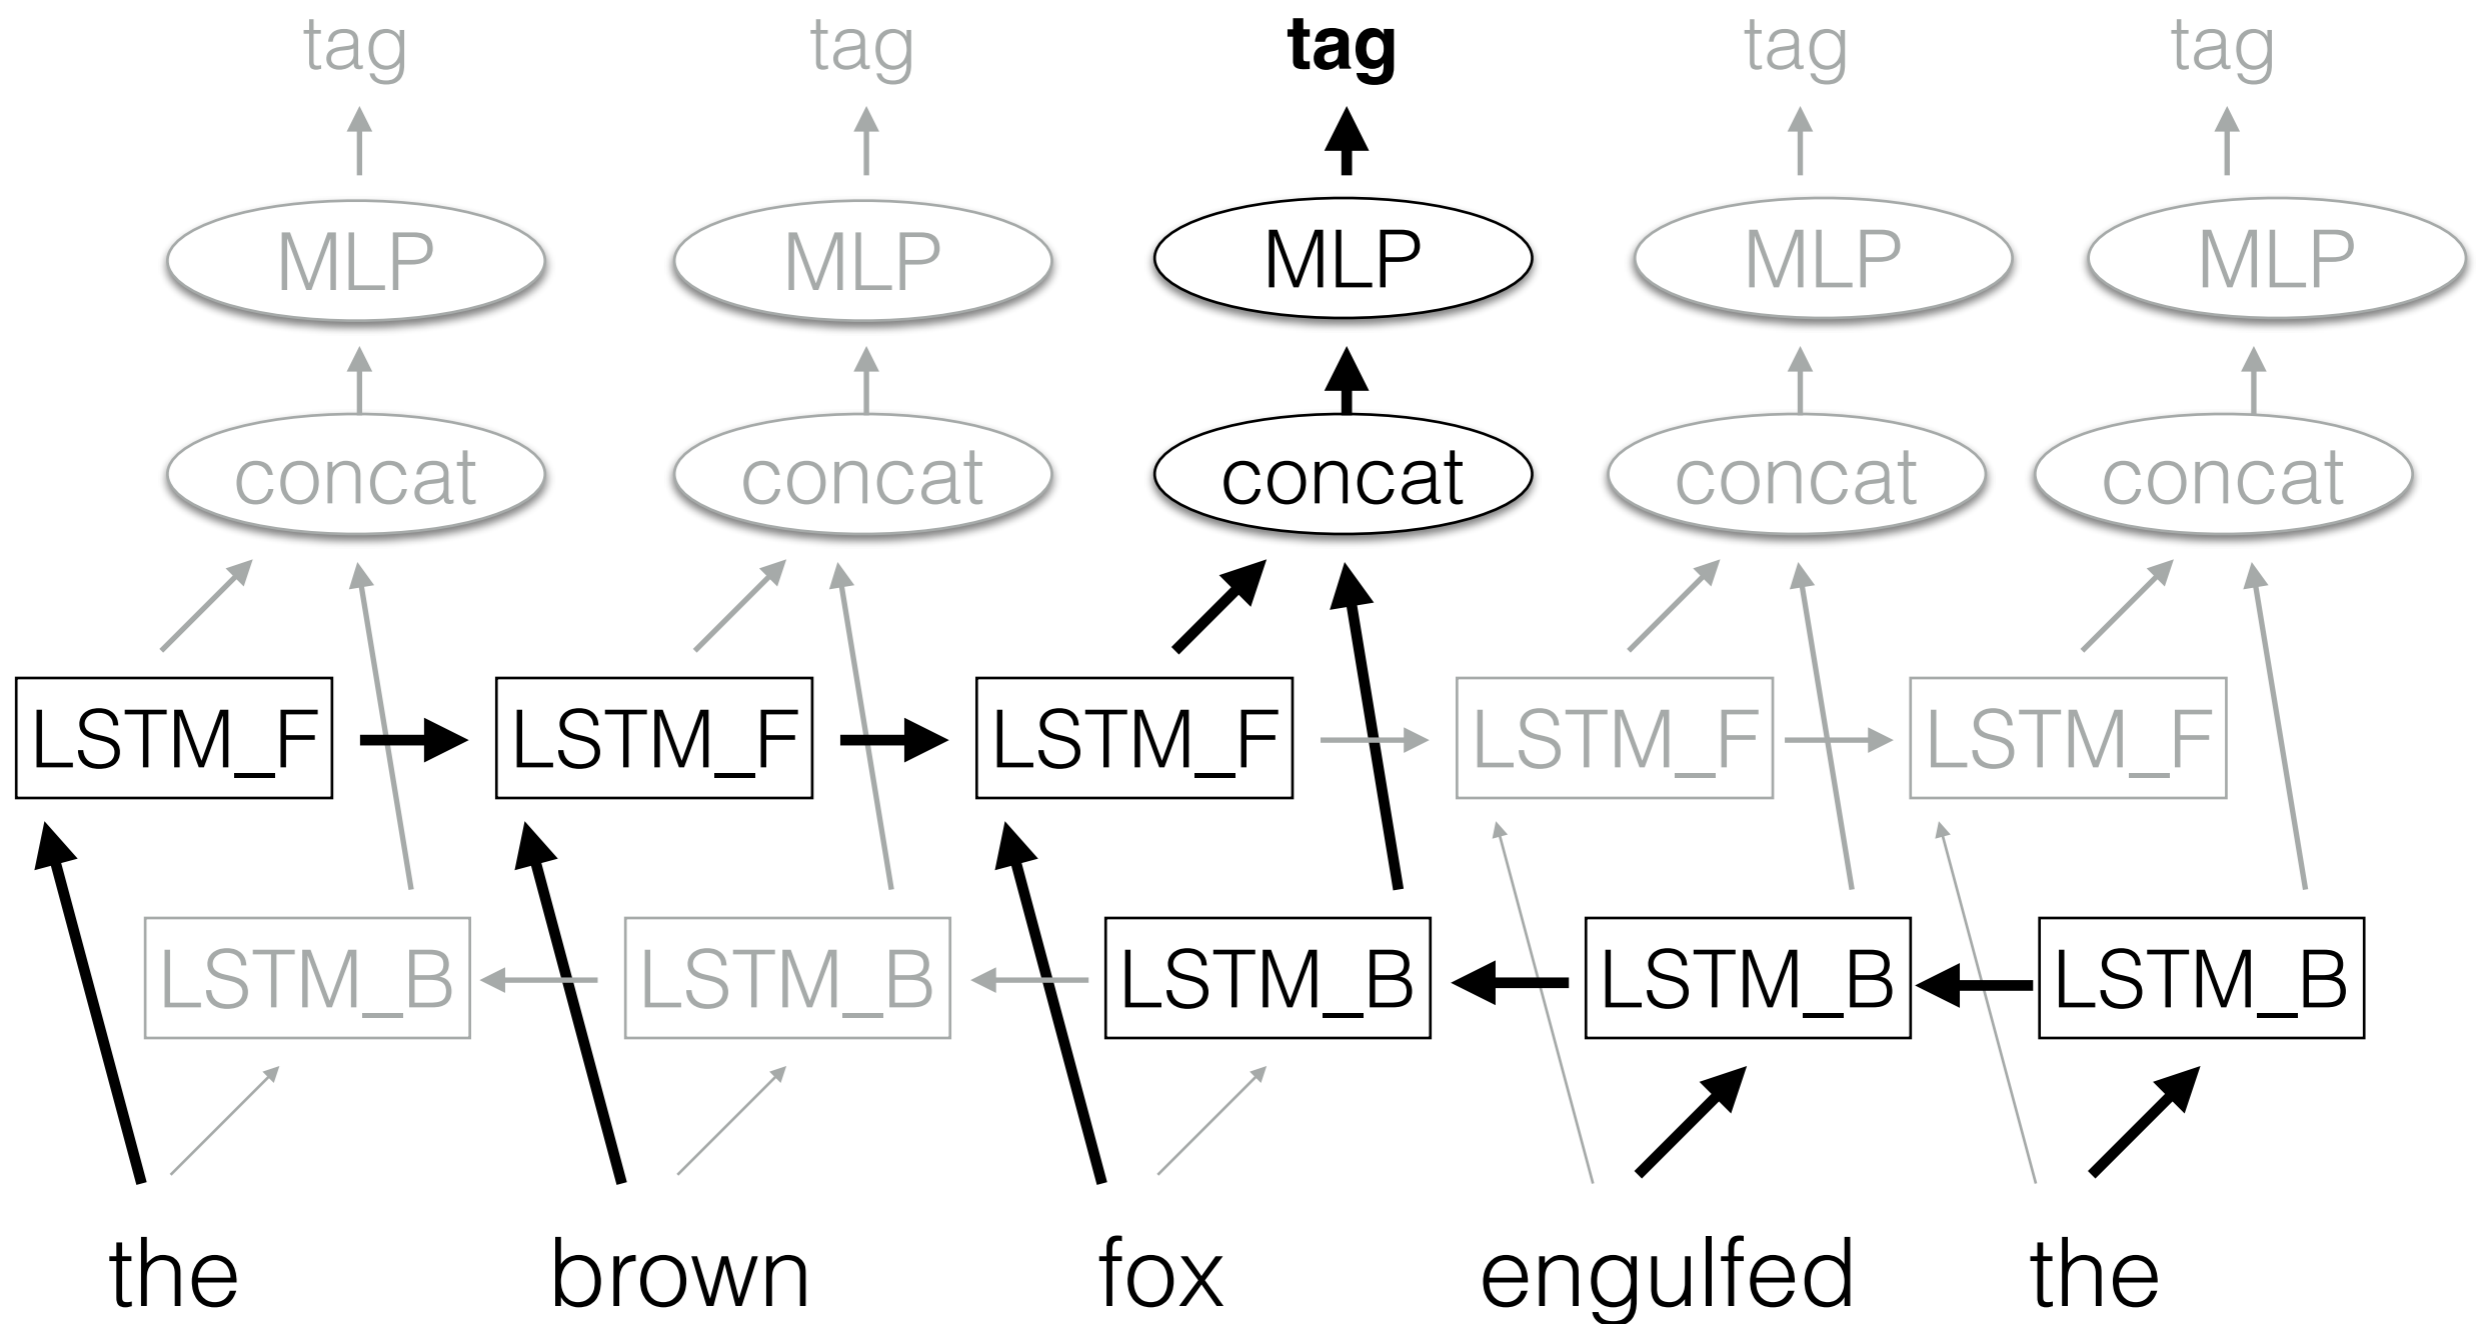 tag tag tag tag tag
MLP MLP MLP MLP MLP
concat concat concat concat concat
LSTM_F LSTM_F LSTM_F LSTM_F LSTM_F
LSTM_B LSTM_B LSTM_B LSTM_B LSTM_B
the brown fox engulfed the